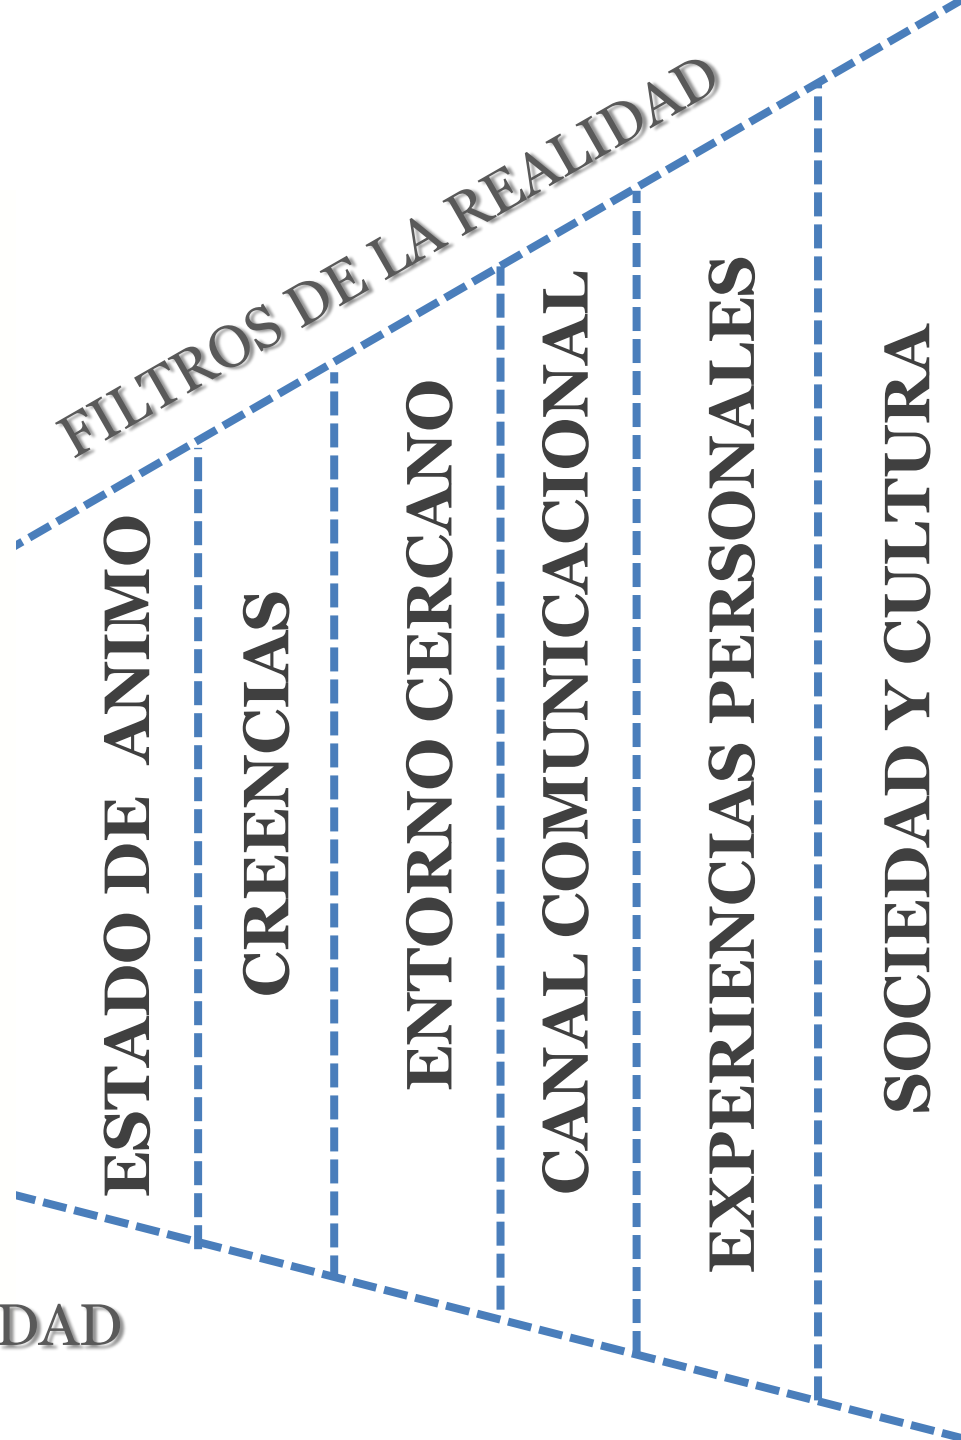 FILTROS DE LA REALIDAD
ESTADO DE ANIMO
CREENCIAS
ENTORNO CERCANO
CANAL COMUNICACIONAL
EXPERIENCIAS PERSONALES
SOCIEDAD Y CULTURA
DAD